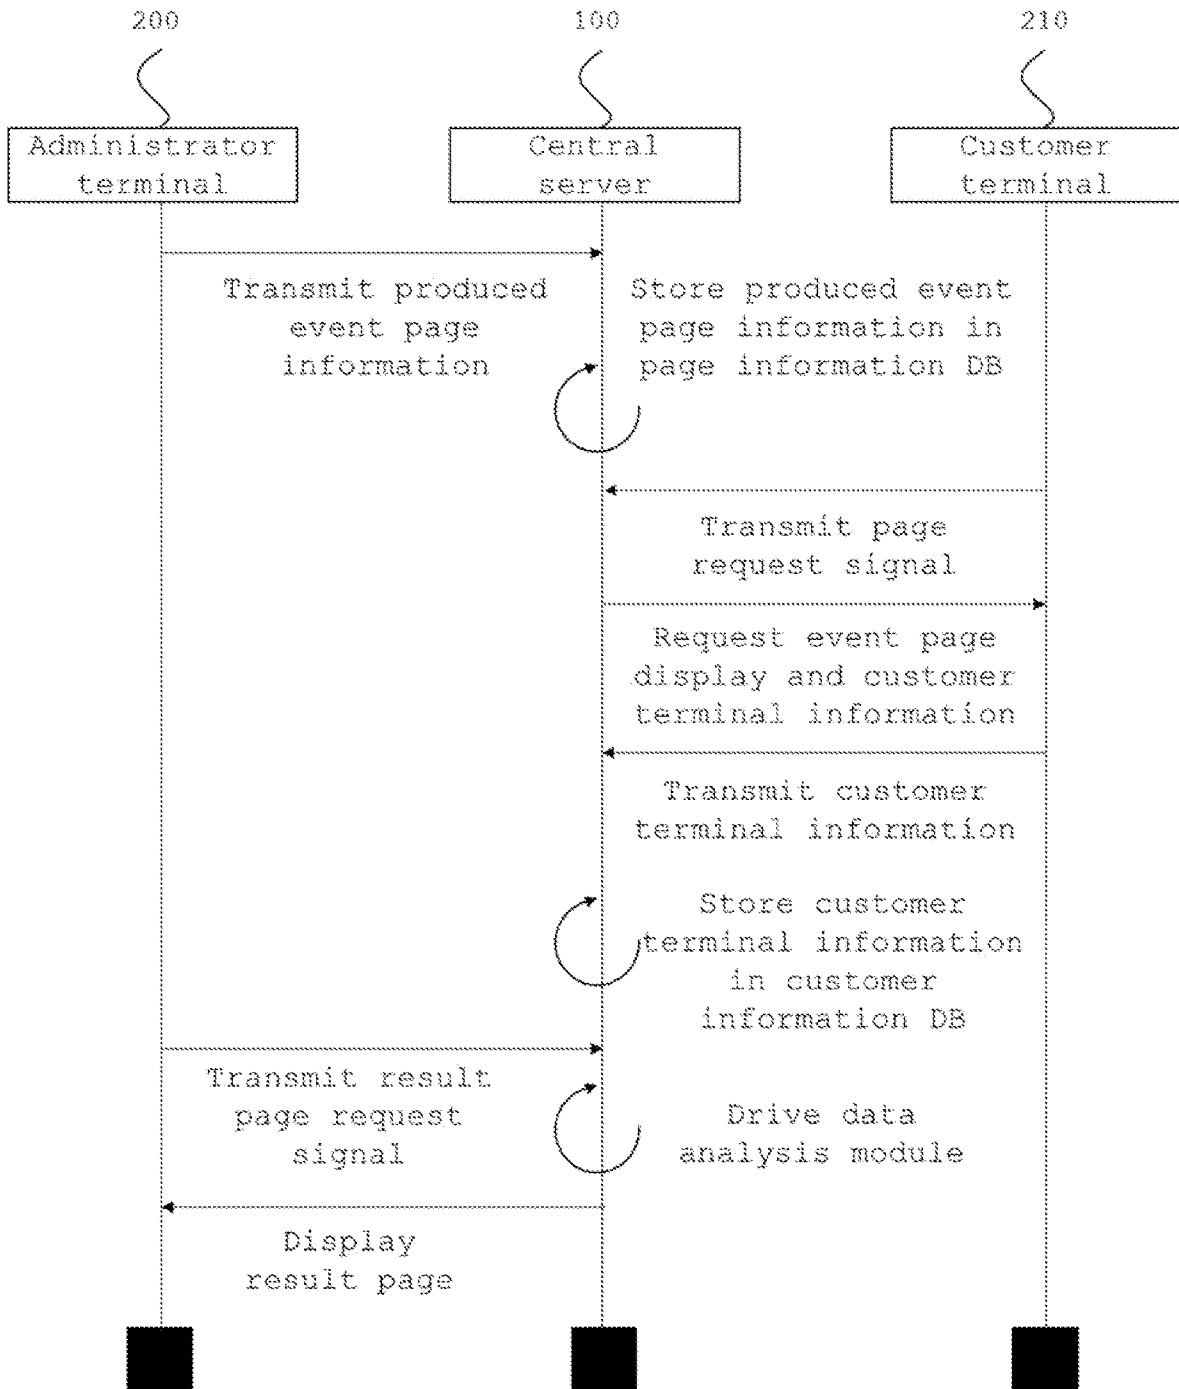 200
100
210
Administrator
terminal
Central
server
Customer
terminal
Transmit produced
event page
information
Store produced event
page information in
page information DB
Transmit page
request signal
Request event page
display and customer
terminal information
Transmit customer
terminal information
Store customer
terminal information
in customer
information DB
Transmit result
page request
signal
Drive data
analysis module
Display
result page